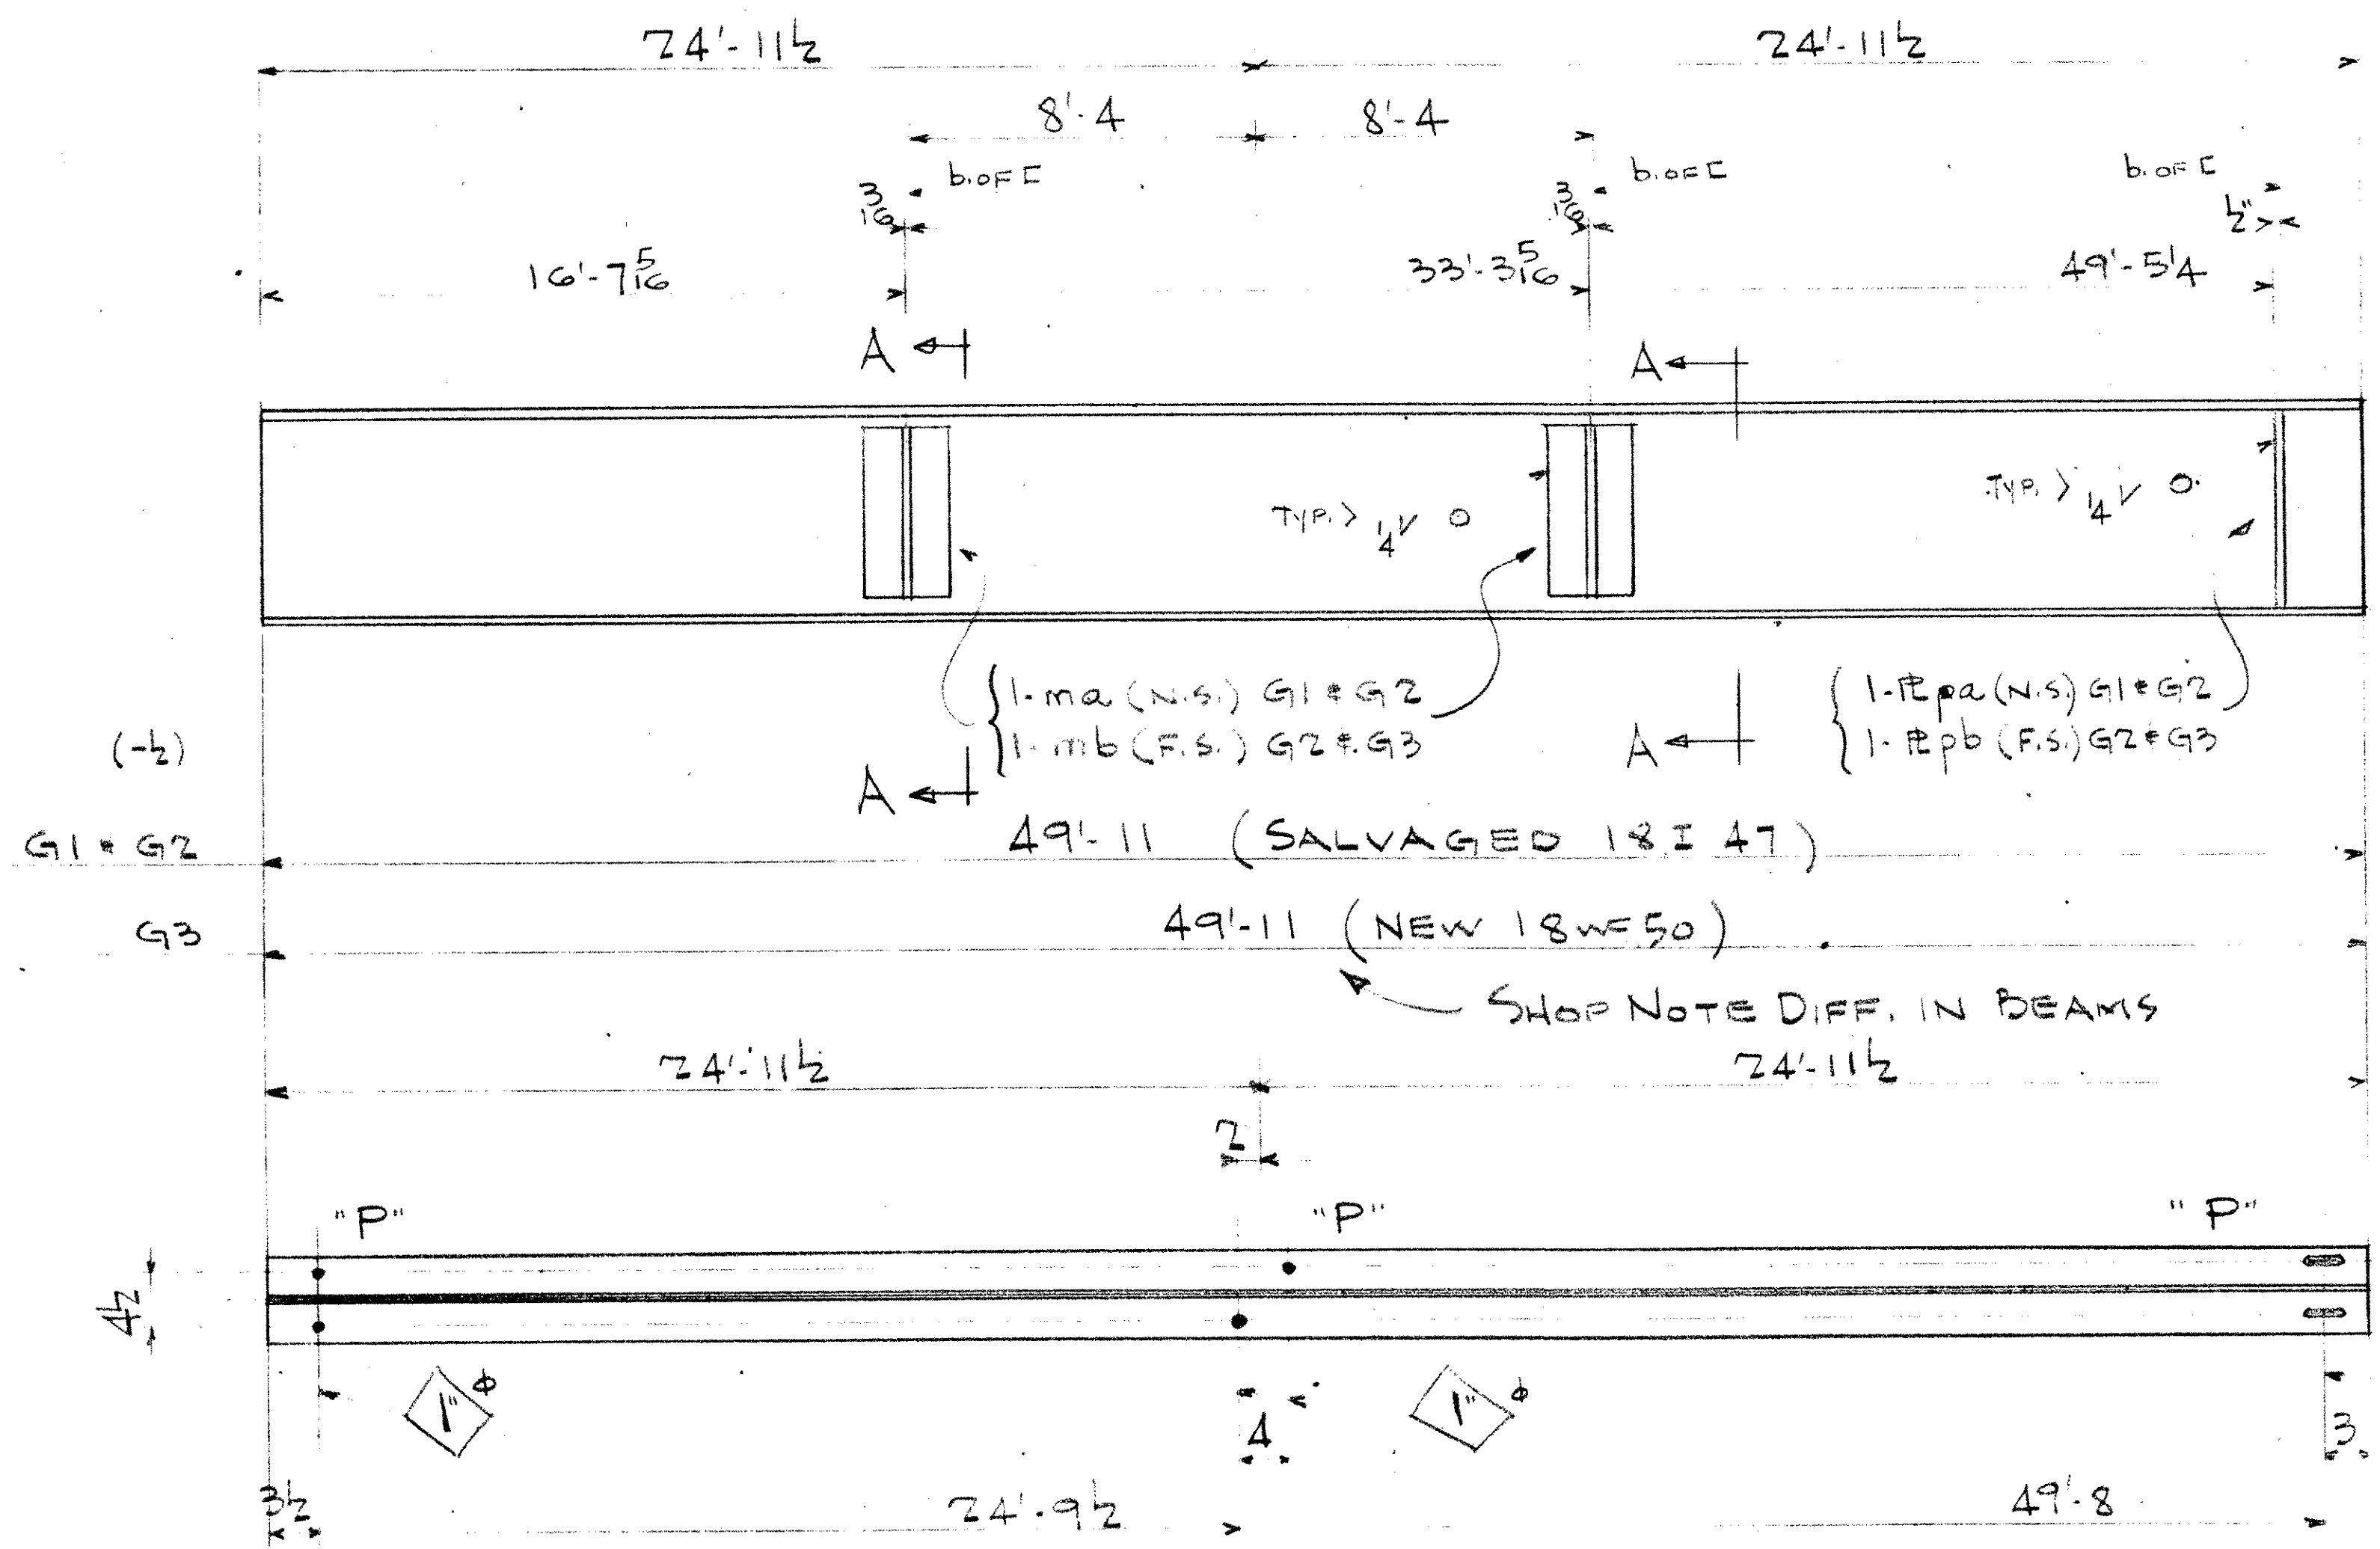 24'-11½ 24'-11½
8'-4 8'-4
b. OF [ b. OF [ b. OF [
3/16 3/16 ½"
16'-7 5/16 33'-3 5/16 49'-5¼
A A
TYP. > ¼ V O TYP. > ¼ V O
1-ma (N.S.) G1 & G2 1-PL pa (N.S.) G1 & G2
1-mb (F.S.) G2 & G3 1-PL pb (F.S.) G2 & G3
(-½)
A A
G1 & G2 49'-11 (SALVAGED 18 I 47)
G3 49'-11 (NEW 18 WF 50)
SHOP NOTE DIFF. IN BEAMS
24'-11½ 24'-11½
2
"P" "P" "P"
4½
1" φ 1" φ
4 3
3½ 24'-9½ 49'-8